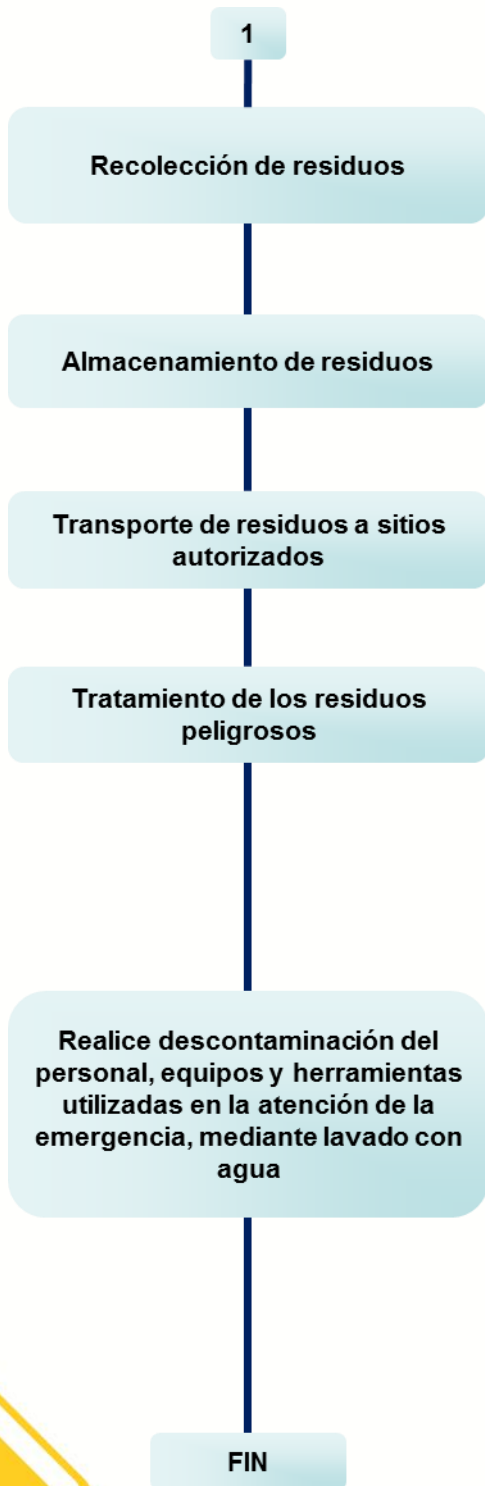 1
Recolección de residuos
Almacenamiento de residuos
Transporte de residuos a sitios
autorizados
Tratamiento de los residuos
peligrosos
Realice descontaminación del
personal, equipos y herramientas
utilizadas en la atención de la
emergencia, mediante lavado con
agua
FIN